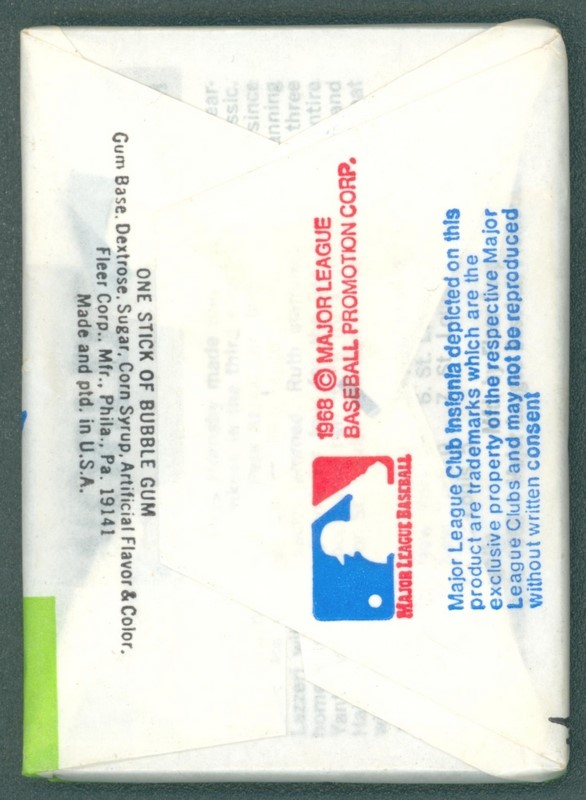 ONE STICK OF BUBBLE GUM
Gum Base, Dextrose, Sugar, Corn Syrup, Artificial Flavor & Color.
Fleer Corp., Mfr., Phila., Pa. 19141
Made and ptd. in U.S.A.
1968 © MAJOR LEAGUE
BASEBALL PROMOTION CORP.
MAJOR LEAGUE BASEBALL
Major League Club Insignia depicted on this
product are trademarks which are the
exclusive property of the respective Major
League Clubs and may not be reproduced
without written consent